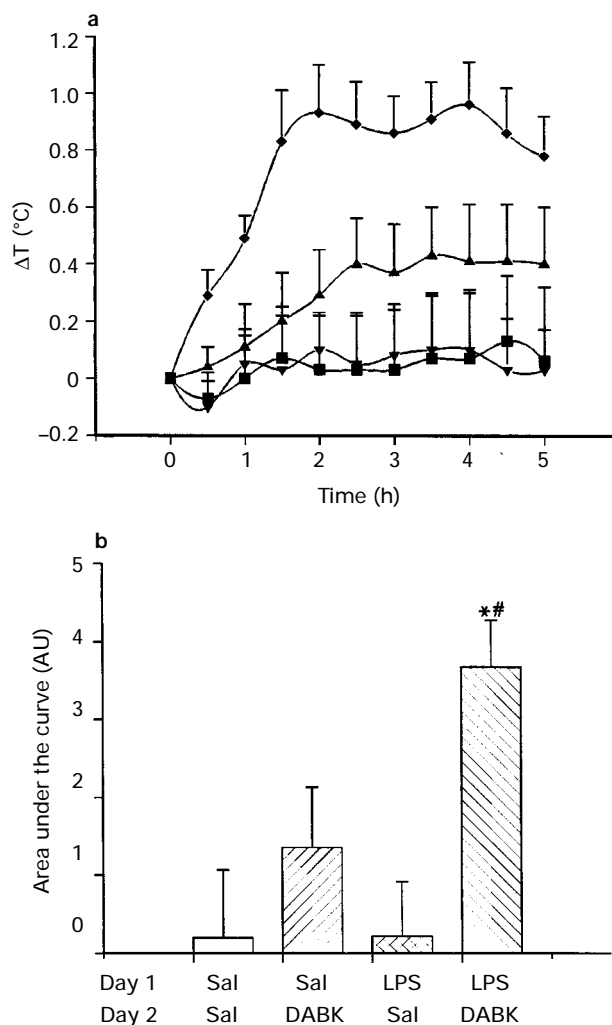 a
1.2
1.0
0.8
0.6
0.4
0.2
0
−0.2
ΔT (°C)
0 1 2 3 4 5
Time (h)
b
5
4
3
2
1
0
Area under the curve (AU)
*#
Day 1 Sal Sal LPS LPS
Day 2 Sal DABK Sal DABK